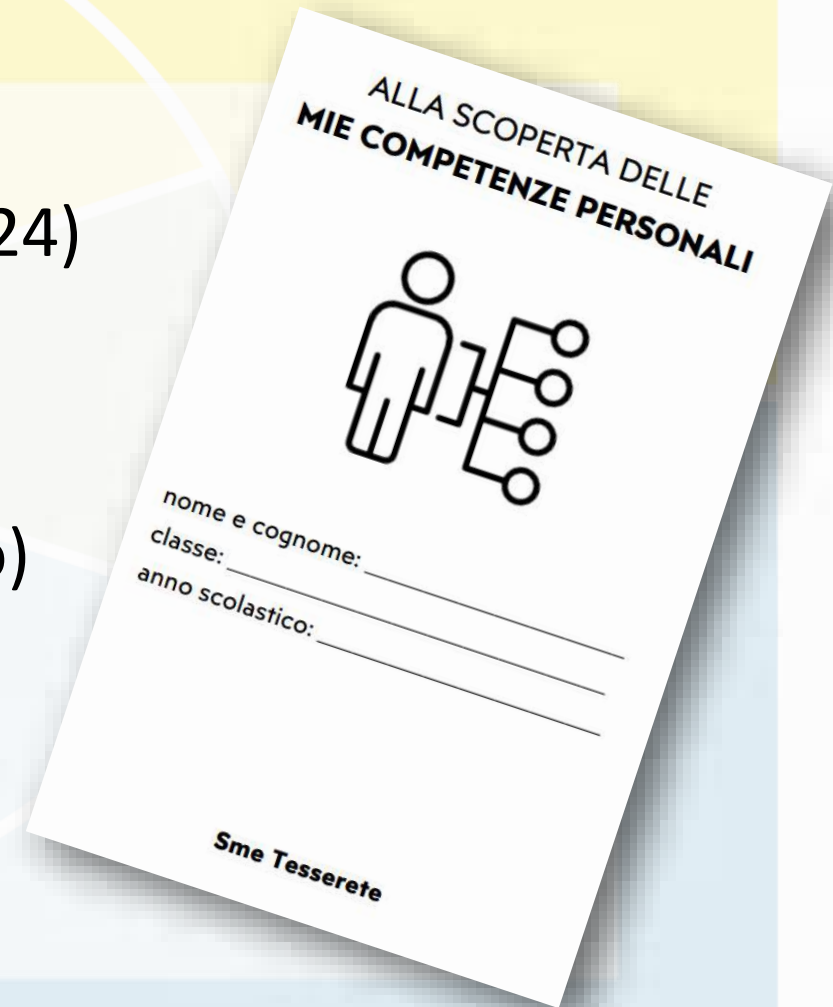 24)
)
ALLA SCOPERTA DELLE
MIE COMPETENZE PERSONALI
nome e cognome:
classe:
anno scolastico:
Sme Tesserete